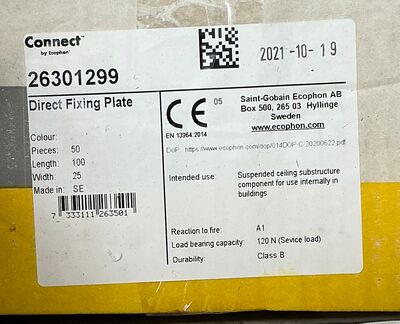 Connect™
by Ecophon®
2021-10-19
26301299
Direct Fixing Plate
Colour:
Pieces: 50
Length: 100
Width: 25
Made in: SE
7 333111 263501
CE 05
EN 13964:2014
Saint-Gobain Ecophon AB
Box 500, 265 03 Hyllinge
Sweden
www.ecophon.com
DoP: https://www.ecophon.com/dop/014DOP-C-20200622.pdf
Intended use: Suspended ceiling substructure
component for use internally in
buildings
Reaction to fire: A1
Load bearing capacity: 120 N (Sevice load)
Durability: Class B